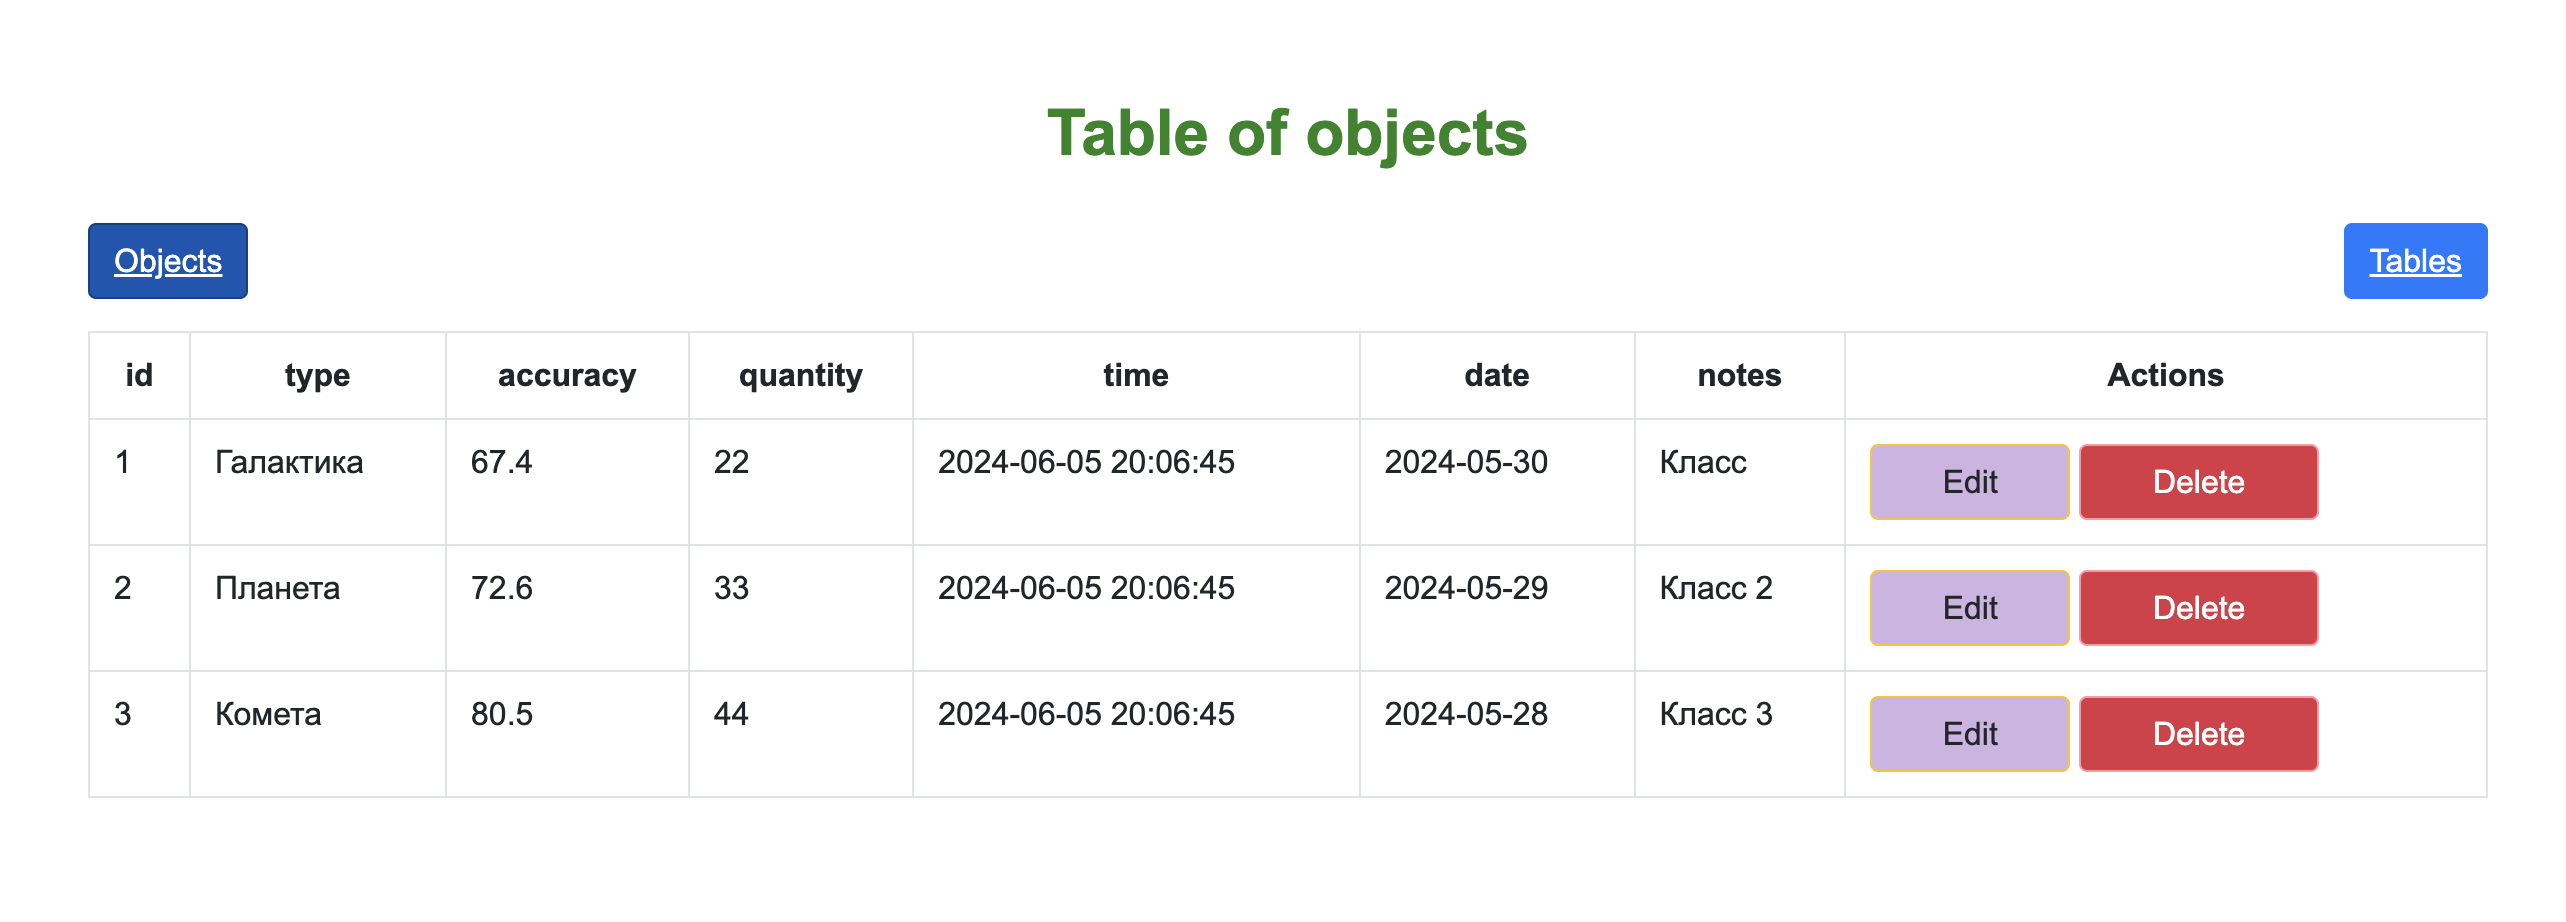 Table of objects
Objects Tables
id type accuracy quantity time date notes Actions
1 Галактика 67.4 22 2024-06-05 20:06:45 2024-05-30 Класс Edit Delete
2 Планета 72.6 33 2024-06-05 20:06:45 2024-05-29 Класс 2 Edit Delete
3 Комета 80.5 44 2024-06-05 20:06:45 2024-05-28 Класс 3 Edit Delete